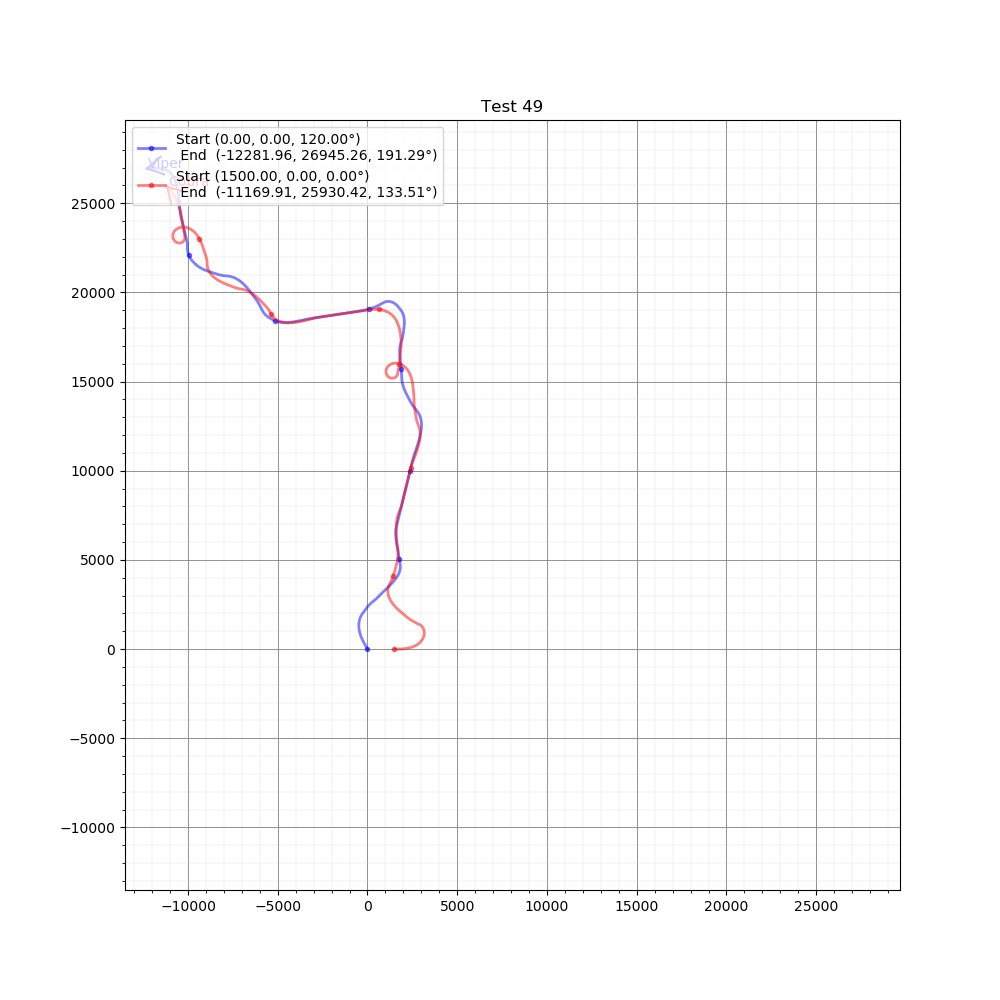 Test 49
Start (0.00, 0.00, 120.00°)
End (-12281.96, 26945.26, 191.29°)
Start (1500.00, 0.00, 0.00°)
End (-11169.91, 25930.42, 133.51°)
Viper
25000
20000
15000
10000
5000
0
−5000
−10000
−10000 −5000 0 5000 10000 15000 20000 25000